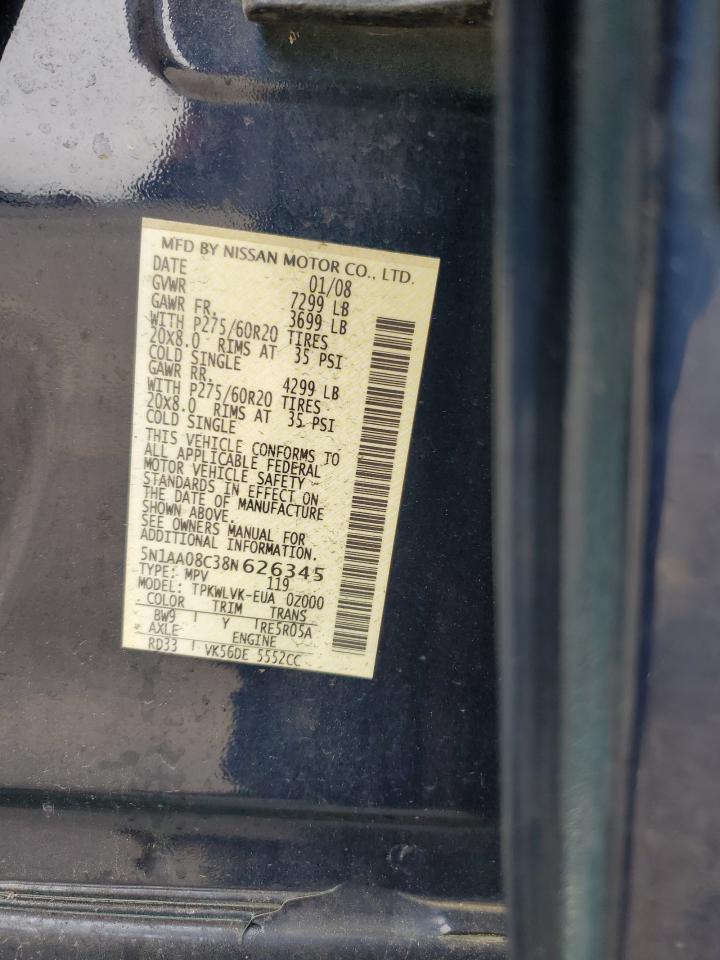 MFD BY NISSAN MOTOR CO., LTD.
DATE 01/08
GVWR 7299 LB
GAWR FR. 3699 LB
WITH P275/60R20 TIRES
20X8.0 RIMS AT 35 PSI
COLD SINGLE
GAWR RR. 4299 LB
WITH P275/60R20 TIRES
20X8.0 RIMS AT 35 PSI
COLD SINGLE
THIS VEHICLE CONFORMS TO
ALL APPLICABLE FEDERAL
MOTOR VEHICLE SAFETY
STANDARDS IN EFFECT ON
THE DATE OF MANUFACTURE
SHOWN ABOVE.
SEE OWNERS MANUAL FOR
ADDITIONAL INFORMATION.
5N1AA08C38N626345
TYPE: MPV 119
MODEL: TPKWLVK-EUA 0Z000
COLOR TRIM TRANS
BW9 Y RE5R05A
AXLE ENGINE
RD33 VK56DE 5552CC